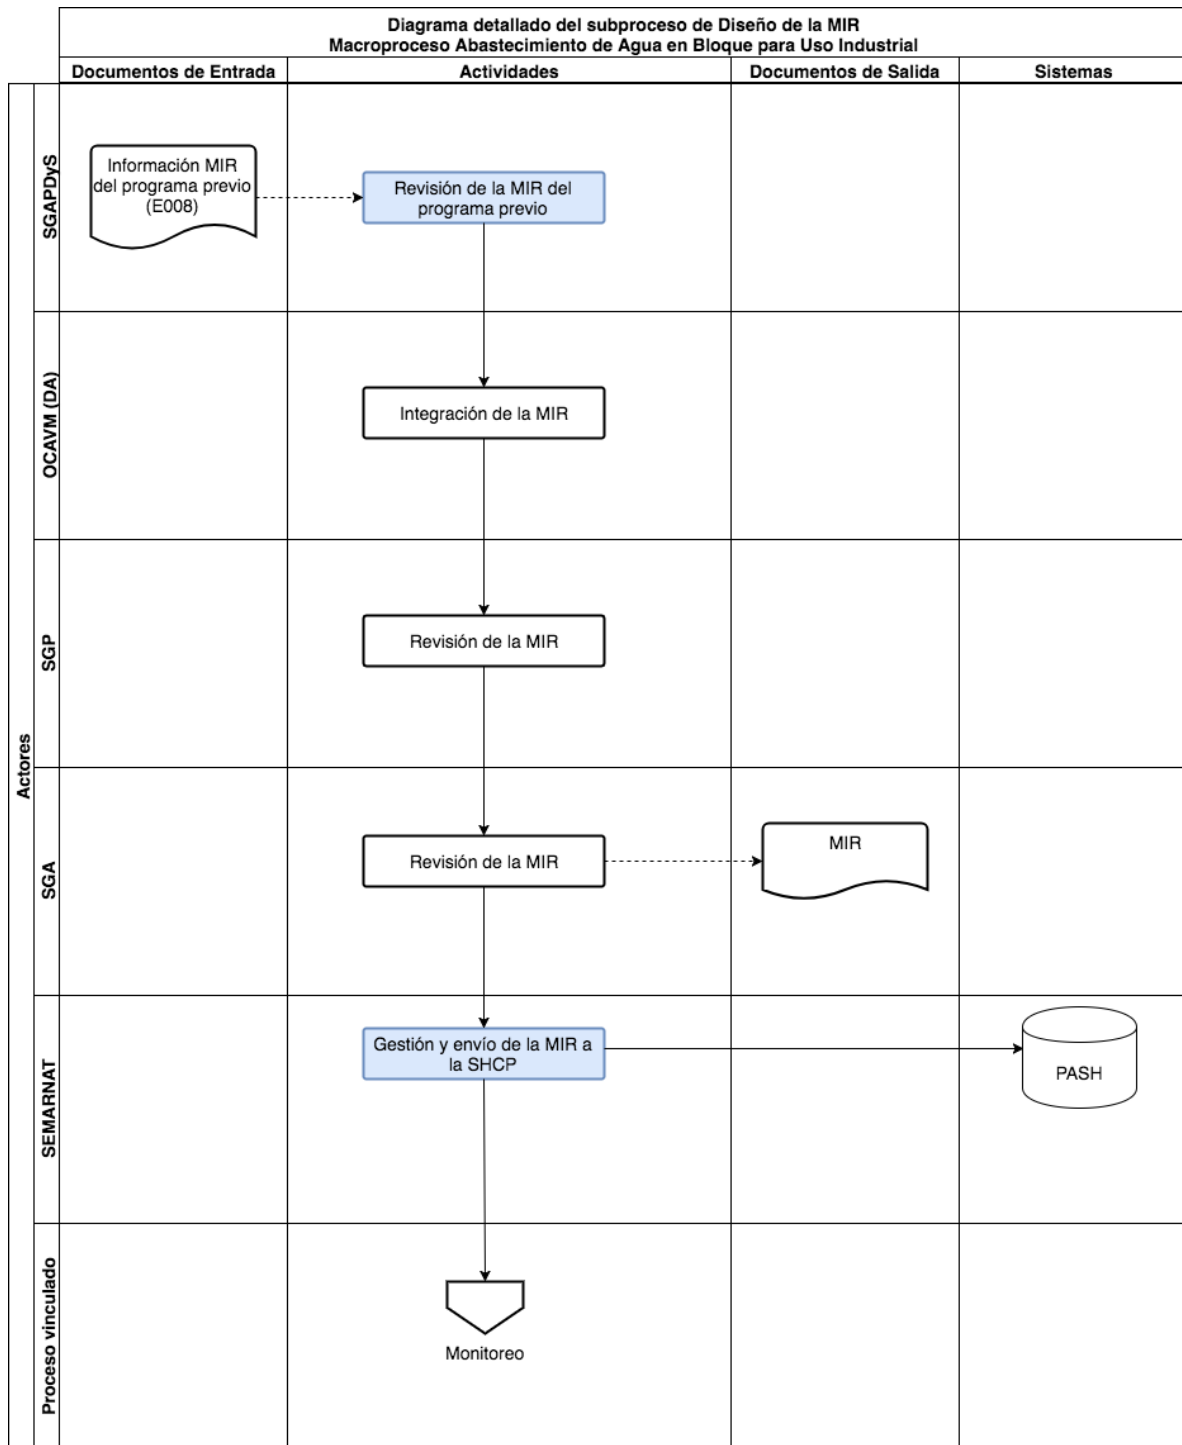 Diagrama detallado del subproceso de Diseño de la MIR
Macroproceso Abastecimiento de Agua en Bloque para Uso Industrial
Documentos de Entrada
Actividades
Documentos de Salida
Sistemas
Actores
SGAPDyS
Información MIR
del programa previo
(E008)
Revisión de la MIR del
programa previo
OCAVM (DA)
Integración de la MIR
SGP
Revisión de la MIR
SGA
Revisión de la MIR
MIR
SEMARNAT
Gestión y envío de la MIR a
la SHCP
PASH
Proceso vinculado
Monitoreo